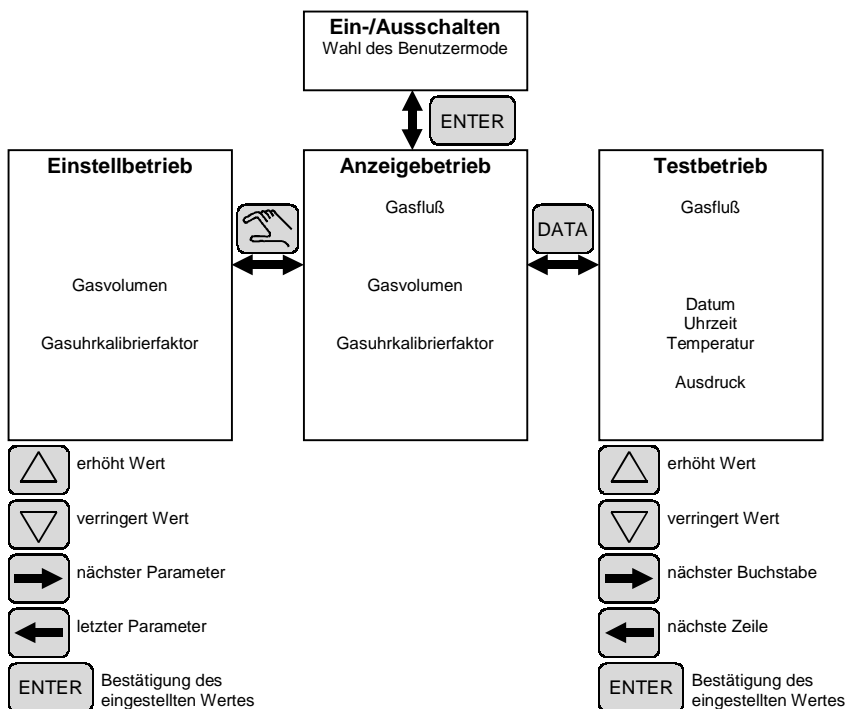 Ein-/Ausschalten
Wahl des Benutzermode
ENTER
Einstellbetrieb
Gasvolumen
Gasuhrkalibrierfaktor
Anzeigebetrieb
Gasfluß
Gasvolumen
Gasuhrkalibrierfaktor
DATA
Testbetrieb
Gasfluß
Datum
Uhrzeit
Temperatur
Ausdruck
erhöht Wert
verringert Wert
nächster Parameter
letzter Parameter
ENTER
Bestätigung des
eingestellten Wertes
erhöht Wert
verringert Wert
nächster Buchstabe
nächste Zeile
ENTER
Bestätigung des
eingestellten Wertes